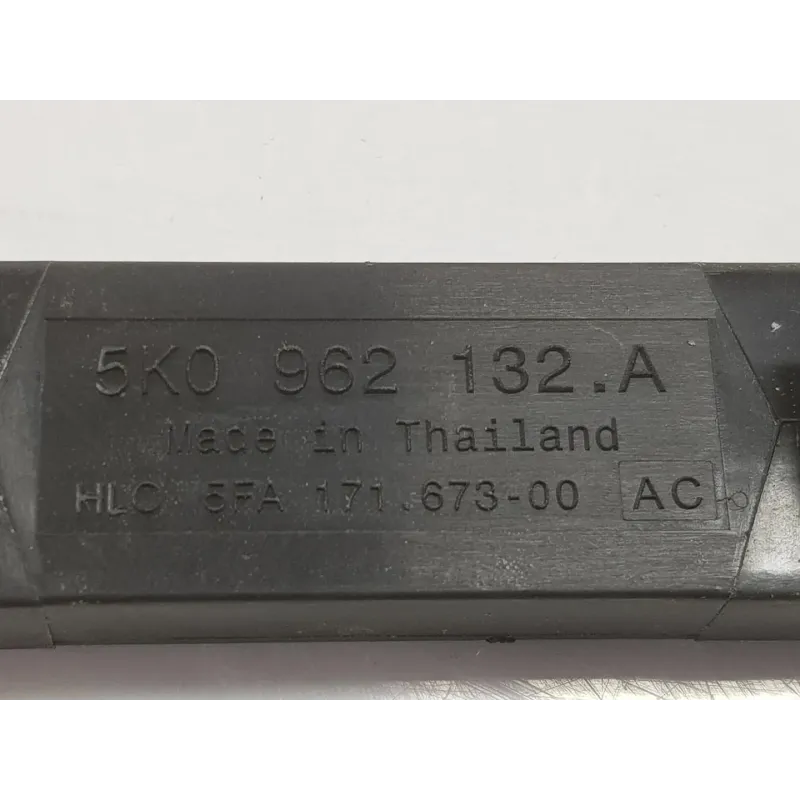 5K0 962 132.A
Made in Thailand
HLC 5FA 171.673-00 AC